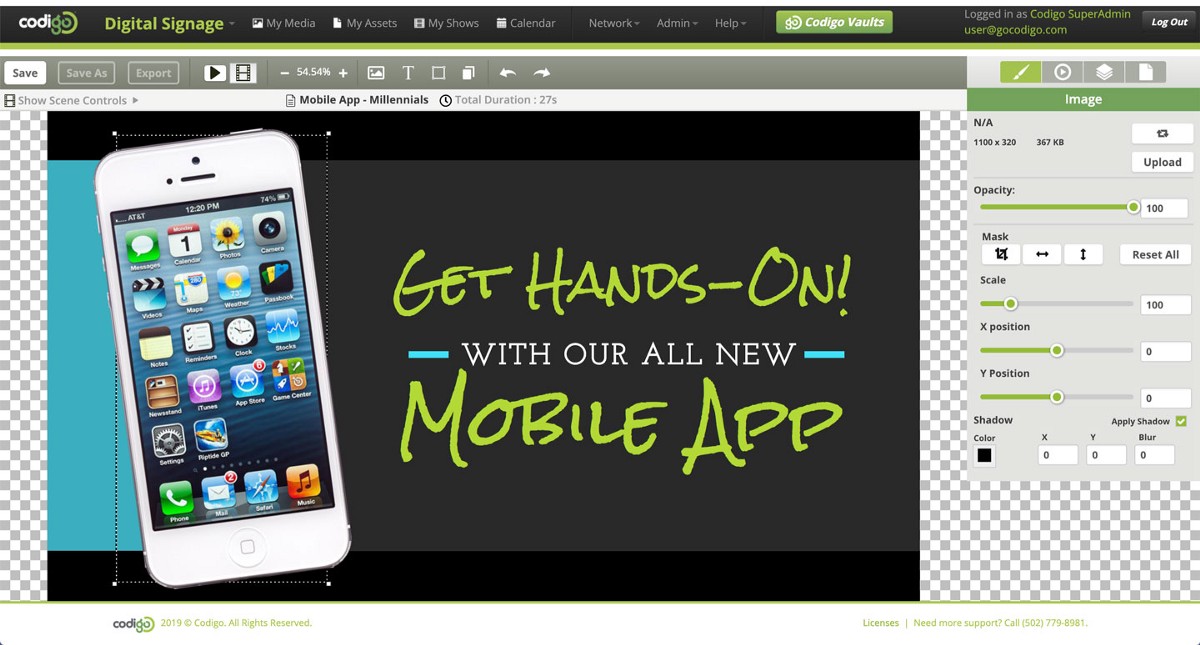 codigo Digital Signage My Media My Assets My Shows Calendar Network Admin Help Codigo Vaults
Logged in as Codigo SuperAdmin
user@gocodigo.com
Log Out
Save Save As Export 54.54% T
Show Scene Controls Mobile App - Millennials Total Duration : 27s
Image
N/A
1100 x 320 367 KB
Upload
Opacity:
100
Mask
Reset All
Scale
100
X position
0
Y Position
0
Shadow Apply Shadow
Color X Y Blur
0 0 0
AT&T 12:20 PM 74%
Monday
1
Messages Calendar Photos Camera
280
Videos Maps Weather Passbook
Notes Reminders Clock Stocks
6
Newsstand iTunes App Store Game Center
Settings Riptide GP
2
Phone Mail Safari Music
Get Hands-On!
WITH OUR ALL NEW
Mobile App
codigo 2019 © Codigo. All Rights Reserved.
Licenses | Need more support? Call (502) 779-8981.